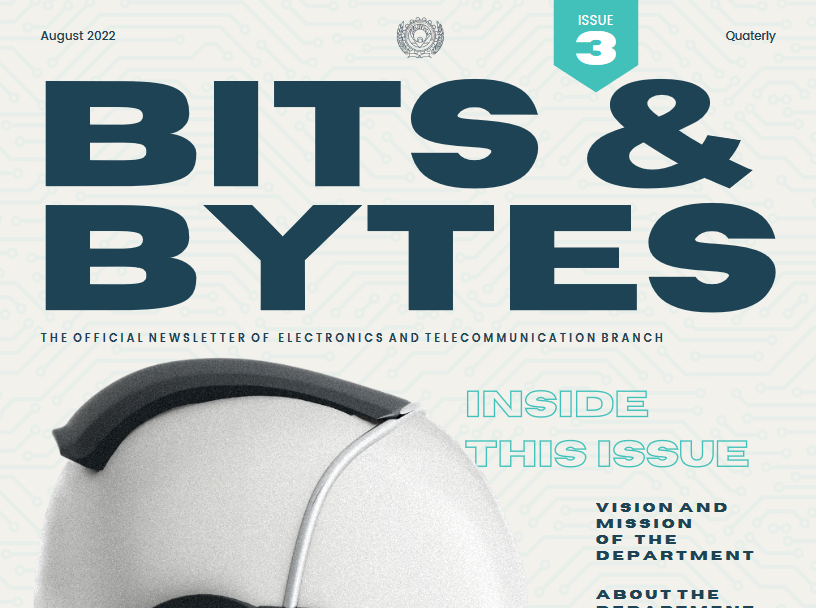 August 2022
ISSUE
3
Quaterly
BITS &
BYTES
THE OFFICIAL NEWSLETTER OF ELECTRONICS AND TELECOMMUNICATION BRANCH
INSIDE
THIS ISSUE
VISION AND
MISSION
OF THE
DEPARTMENT
ABOUT THE
DEPARTMENT